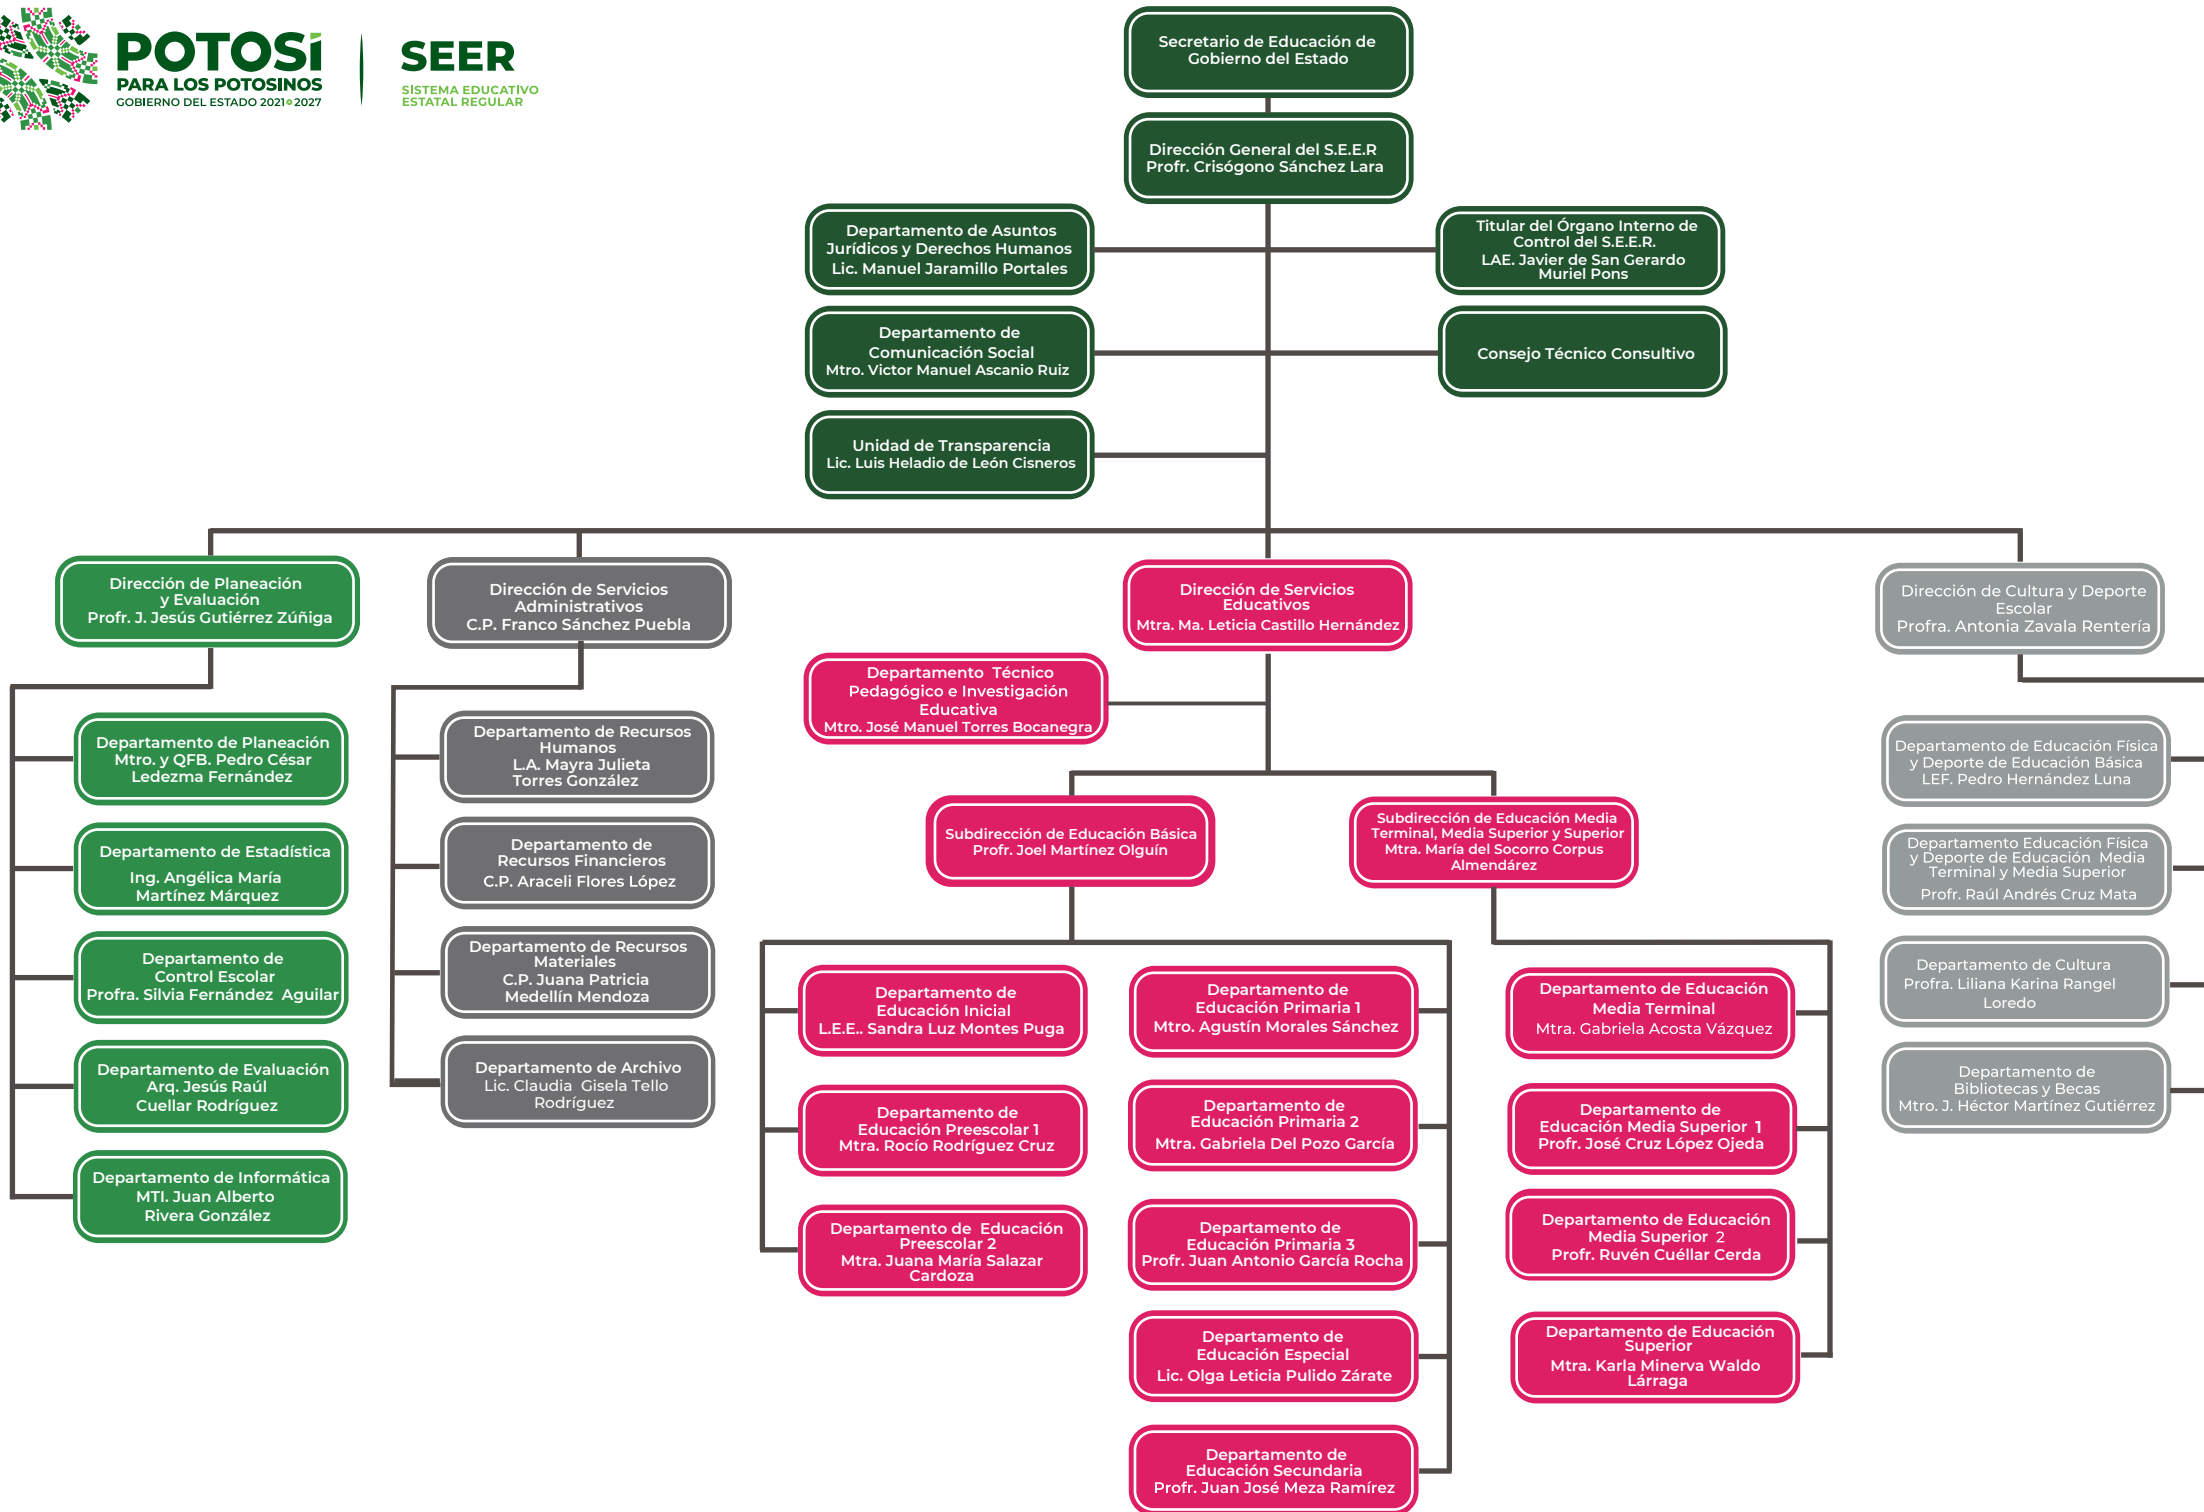 POTOSÍ
PARA LOS POTOSINOS
GOBIERNO DEL ESTADO 2021 2027
SEER
SISTEMA EDUCATIVO
ESTATAL REGULAR
Secretario de Educación de
Gobierno del Estado
Dirección General del S.E.E.R
Profr. Crisógono Sánchez Lara
Departamento de Asuntos
Jurídicos y Derechos Humanos
Lic. Manuel Jaramillo Portales
Titular del Órgano Interno de
Control del S.E.E.R.
LAE. Javier de San Gerardo
Muriel Pons
Departamento de
Comunicación Social
Mtro. Victor Manuel Ascanio Ruiz
Consejo Técnico Consultivo
Unidad de Transparencia
Lic. Luis Heladio de León Cisneros
Dirección de Planeación
y Evaluación
Profr. J. Jesús Gutiérrez Zúñiga
Dirección de Servicios
Administrativos
C.P. Franco Sánchez Puebla
Dirección de Servicios
Educativos
Mtra. Ma. Leticia Castillo Hernández
Dirección de Cultura y Deporte
Escolar
Profra. Antonia Zavala Rentería
Departamento Técnico
Pedagógico e Investigación
Educativa
Mtro. José Manuel Torres Bocanegra
Departamento de Planeación
Mtro. y QFB. Pedro César
Ledezma Fernández
Departamento de Estadística
Ing. Angélica María
Martínez Márquez
Departamento de
Control Escolar
Profra. Silvia Fernández Aguilar
Departamento de Evaluación
Arq. Jesús Raúl
Cuellar Rodríguez
Departamento de Informática
MTI. Juan Alberto
Rivera González
Departamento de Recursos
Humanos
L.A. Mayra Julieta
Torres González
Departamento de
Recursos Financieros
C.P. Araceli Flores López
Departamento de Recursos
Materiales
C.P. Juana Patricia
Medellín Mendoza
Departamento de Archivo
Lic. Claudia Gisela Tello
Rodríguez
Subdirección de Educación Básica
Profr. Joel Martínez Olguín
Subdirección de Educación Media
Terminal, Media Superior y Superior
Mtra. María del Socorro Corpus
Almendárez
Departamento de
Educación Inicial
L.E.E.. Sandra Luz Montes Puga
Departamento de
Educación Preescolar 1
Mtra. Rocío Rodríguez Cruz
Departamento de Educación
Preescolar 2
Mtra. Juana María Salazar
Cardoza
Departamento de
Educación Primaria 1
Mtro. Agustín Morales Sánchez
Departamento de
Educación Primaria 2
Mtra. Gabriela Del Pozo García
Departamento de
Educación Primaria 3
Profr. Juan Antonio García Rocha
Departamento de
Educación Especial
Lic. Olga Leticia Pulido Zárate
Departamento de
Educación Secundaria
Profr. Juan José Meza Ramírez
Departamento de Educación
Media Terminal
Mtra. Gabriela Acosta Vázquez
Departamento de
Educación Media Superior 1
Profr. José Cruz López Ojeda
Departamento de Educación
Media Superior 2
Profr. Ruvén Cuéllar Cerda
Departamento de Educación
Superior
Mtra. Karla Minerva Waldo
Lárraga
Departamento de Educación Física
y Deporte de Educación Básica
LEF. Pedro Hernández Luna
Departamento Educación Física
y Deporte de Educación Media
Terminal y Media Superior
Profr. Raúl Andrés Cruz Mata
Departamento de Cultura
Profra. Liliana Karina Rangel
Loredo
Departamento de
Bibliotecas y Becas
Mtro. J. Héctor Martínez Gutiérrez